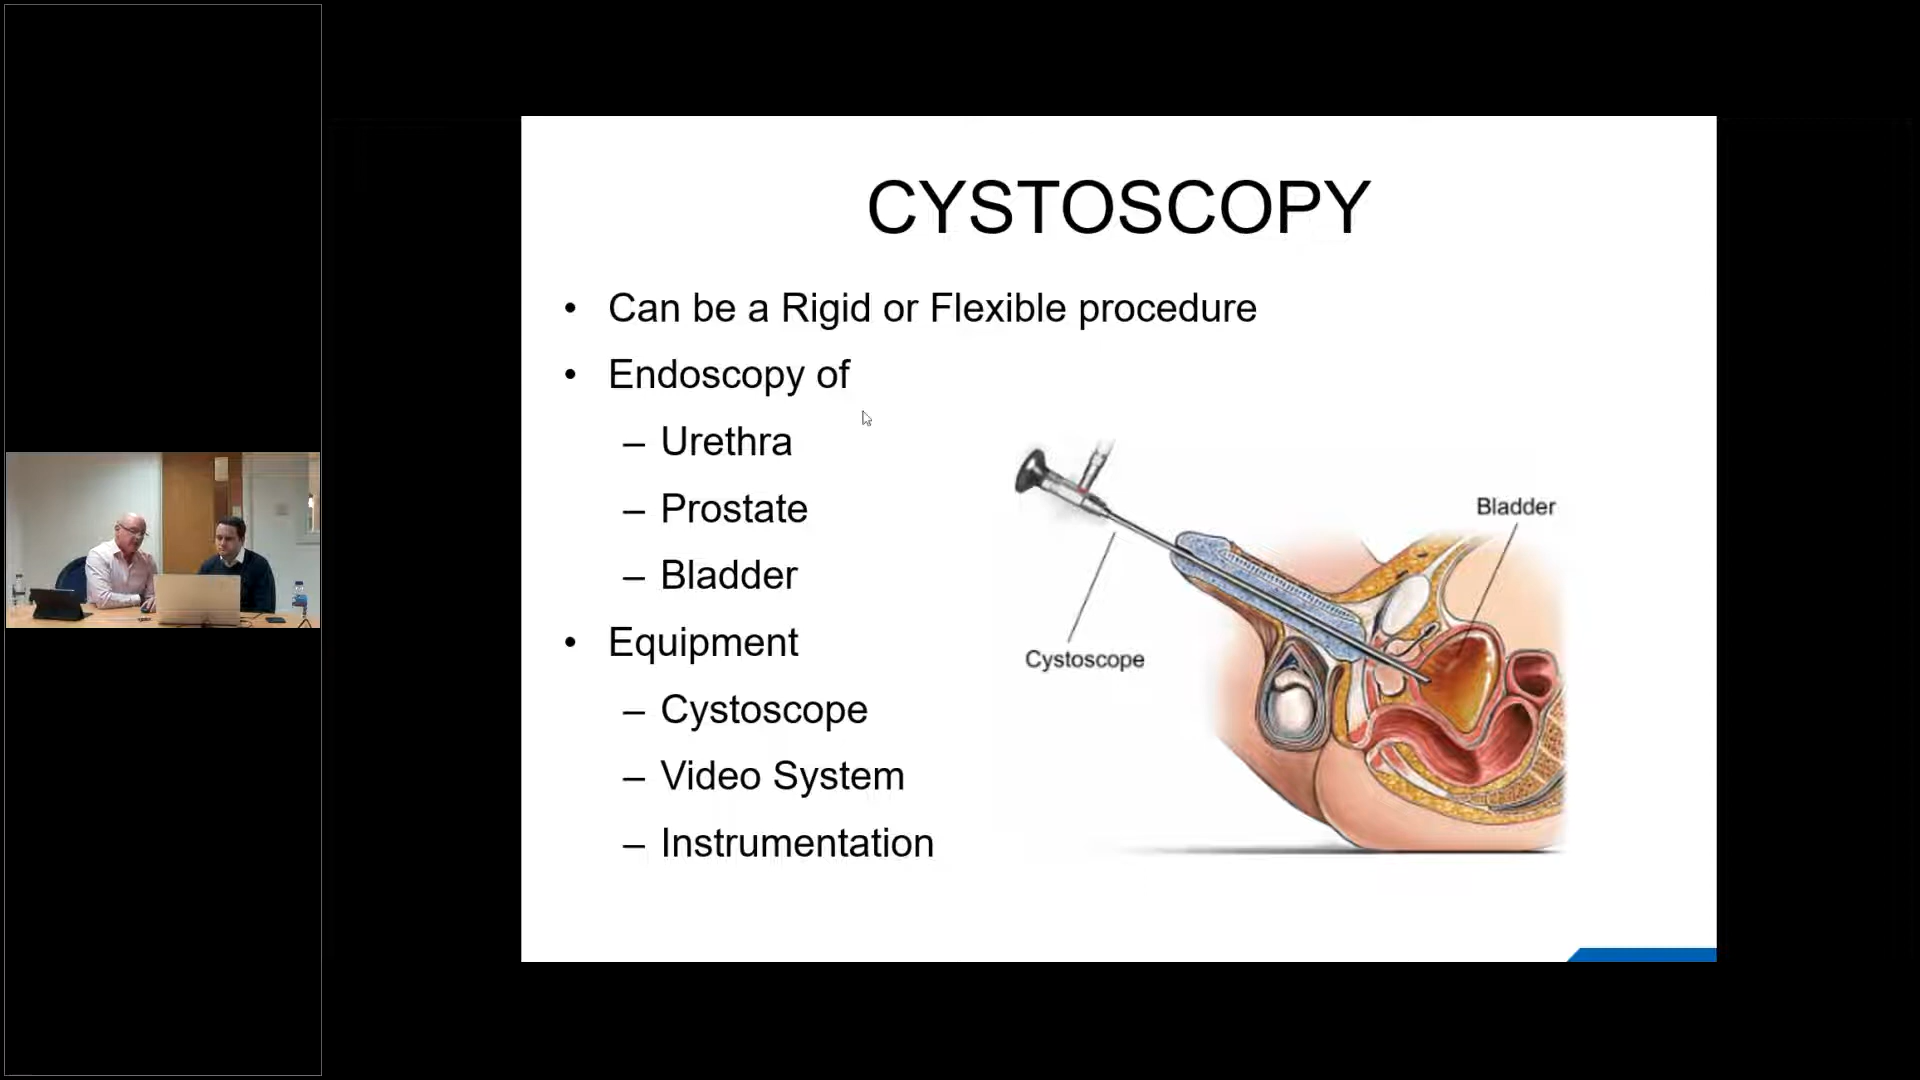 CYSTOSCOPY
• Can be a Rigid or Flexible procedure
• Endoscopy of
– Urethra
– Prostate
– Bladder
• Equipment
– Cystoscope
– Video System
– Instrumentation
Bladder
Cystoscope